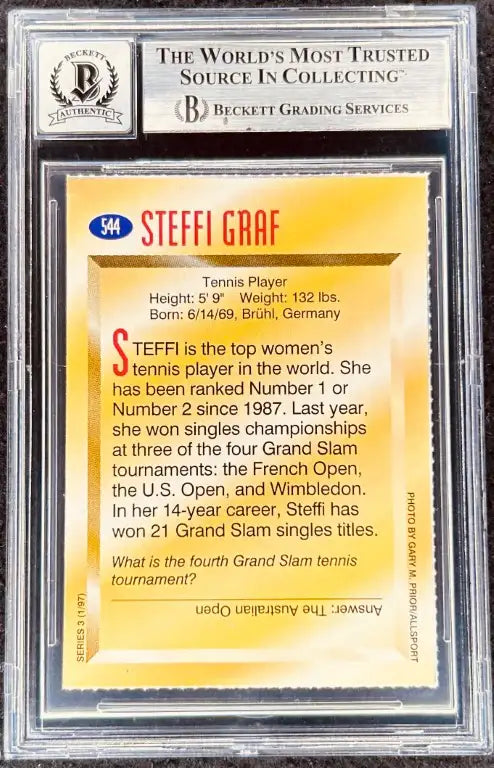 BECKETT
B
AUTHENTIC
THE WORLD'S MOST TRUSTED
SOURCE IN COLLECTING™
B BECKETT GRADING SERVICES
544 STEFFI GRAF
Tennis Player
Height: 5' 9" Weight: 132 lbs.
Born: 6/14/69, Brühl, Germany
STEFFI is the top women's
tennis player in the world. She
has been ranked Number 1 or
Number 2 since 1987. Last year,
she won singles championships
at three of the four Grand Slam
tournaments: the French Open,
the U.S. Open, and Wimbledon.
In her 14-year career, Steffi has
won 21 Grand Slam singles titles.
What is the fourth Grand Slam tennis
tournament?
Answer: The Australian Open
SERIES 3 (1/97)
PHOTO BY GARY M. PRIOR/ALLSPORT